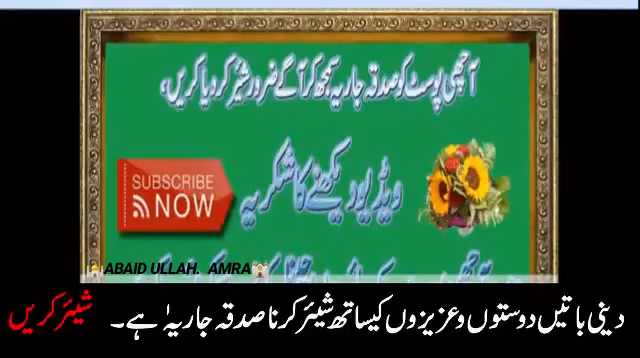 اچھی پوسٹ کو صدقہ جاریہ سمجھ کر آگے ضرور شیئر کر دیا کریں،
ویڈیو دیکھنے کا شکریہ
SUBSCRIBE
NOW
ABAID ULLAH. AMRA
دینی باتیں دوستوں و عزیزوں کیساتھ شیئر کرنا صدقہ جاریہ ہے۔ شیئر کریں